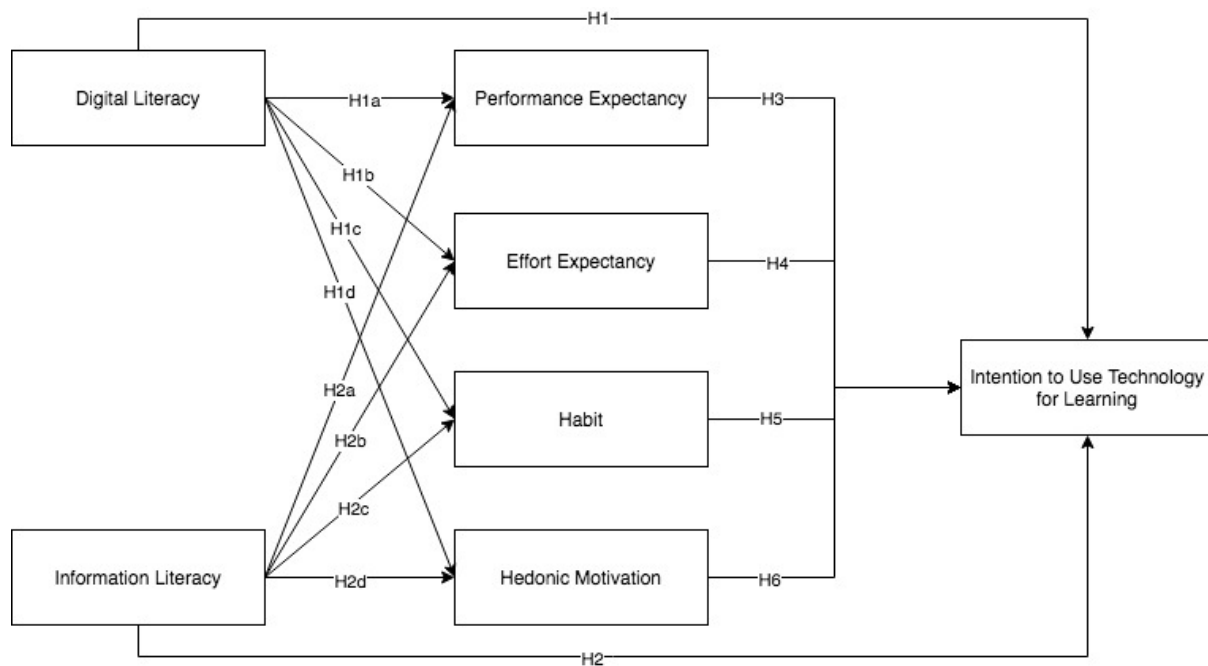 H1
Digital Literacy
H1a
Performance Expectancy
H3
H1b
H1c
Effort Expectancy
H4
H1d
H2a
Intention to Use Technology
for Learning
H2b
Habit
H5
H2c
Information Literacy
H2d
Hedonic Motivation
H6
H2